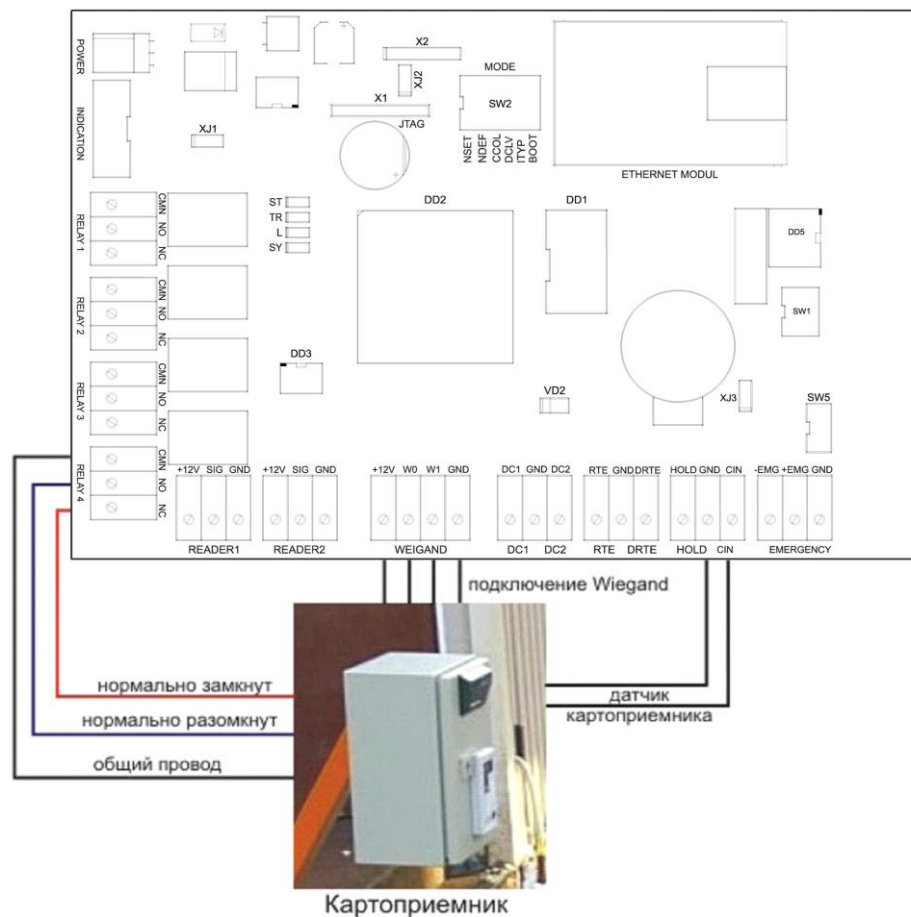 POWER
X2
XJ2
MODE
SW2
INDICATION
XJ1
X1
JTAG
NSET
NDEF
CCOL
DCLV
ITYP
BOOT
ETHERNET MODUL
RELAY 1
CMN
NO
NC
ST
TR
L
SY
DD2
DD1
DD5
SW1
RELAY 2
CMN
NO
NC
DD3
RELAY 3
CMN
NO
NC
VD2
XJ3
SW5
RELAY 4
CMN
NO
NC
+12V SIG GND
+12V SIG GND
+12V W0 W1 GND
DC1 GND DC2
RTE GND DRTE
HOLD GND CIN
-EMG +EMG GND
READER1
READER2
WEIGAND
DC1 DC2
RTE DRTE
HOLD CIN
EMERGENCY
подключение Wiegand
нормально замкнут
нормально разомкнут
общий провод
датчик
картоприемника
Картоприемник